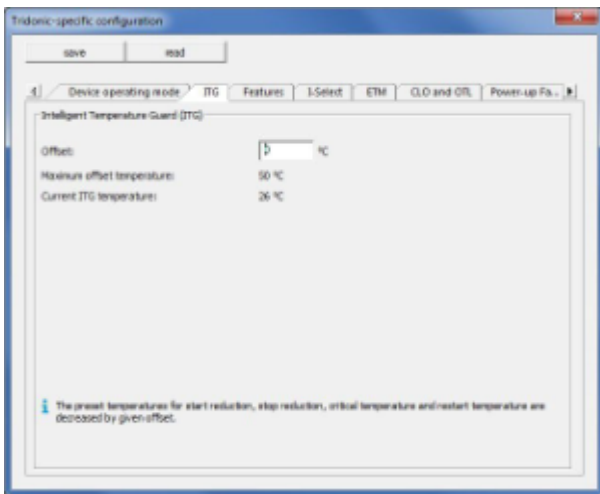 Tridonic-specific configuration
save read
Device operating mode ITG Features I-Select ETM CLO and OTL Power-up Fa...
Intelligent Temperature Guard (ITG)
Offset: °C
Maximum offset temperature: 50 °C
Current ITG temperature: 26 °C
The preset temperatures for start reduction, stop reduction, critical temperature and restart temperature are
decreased by given offset.